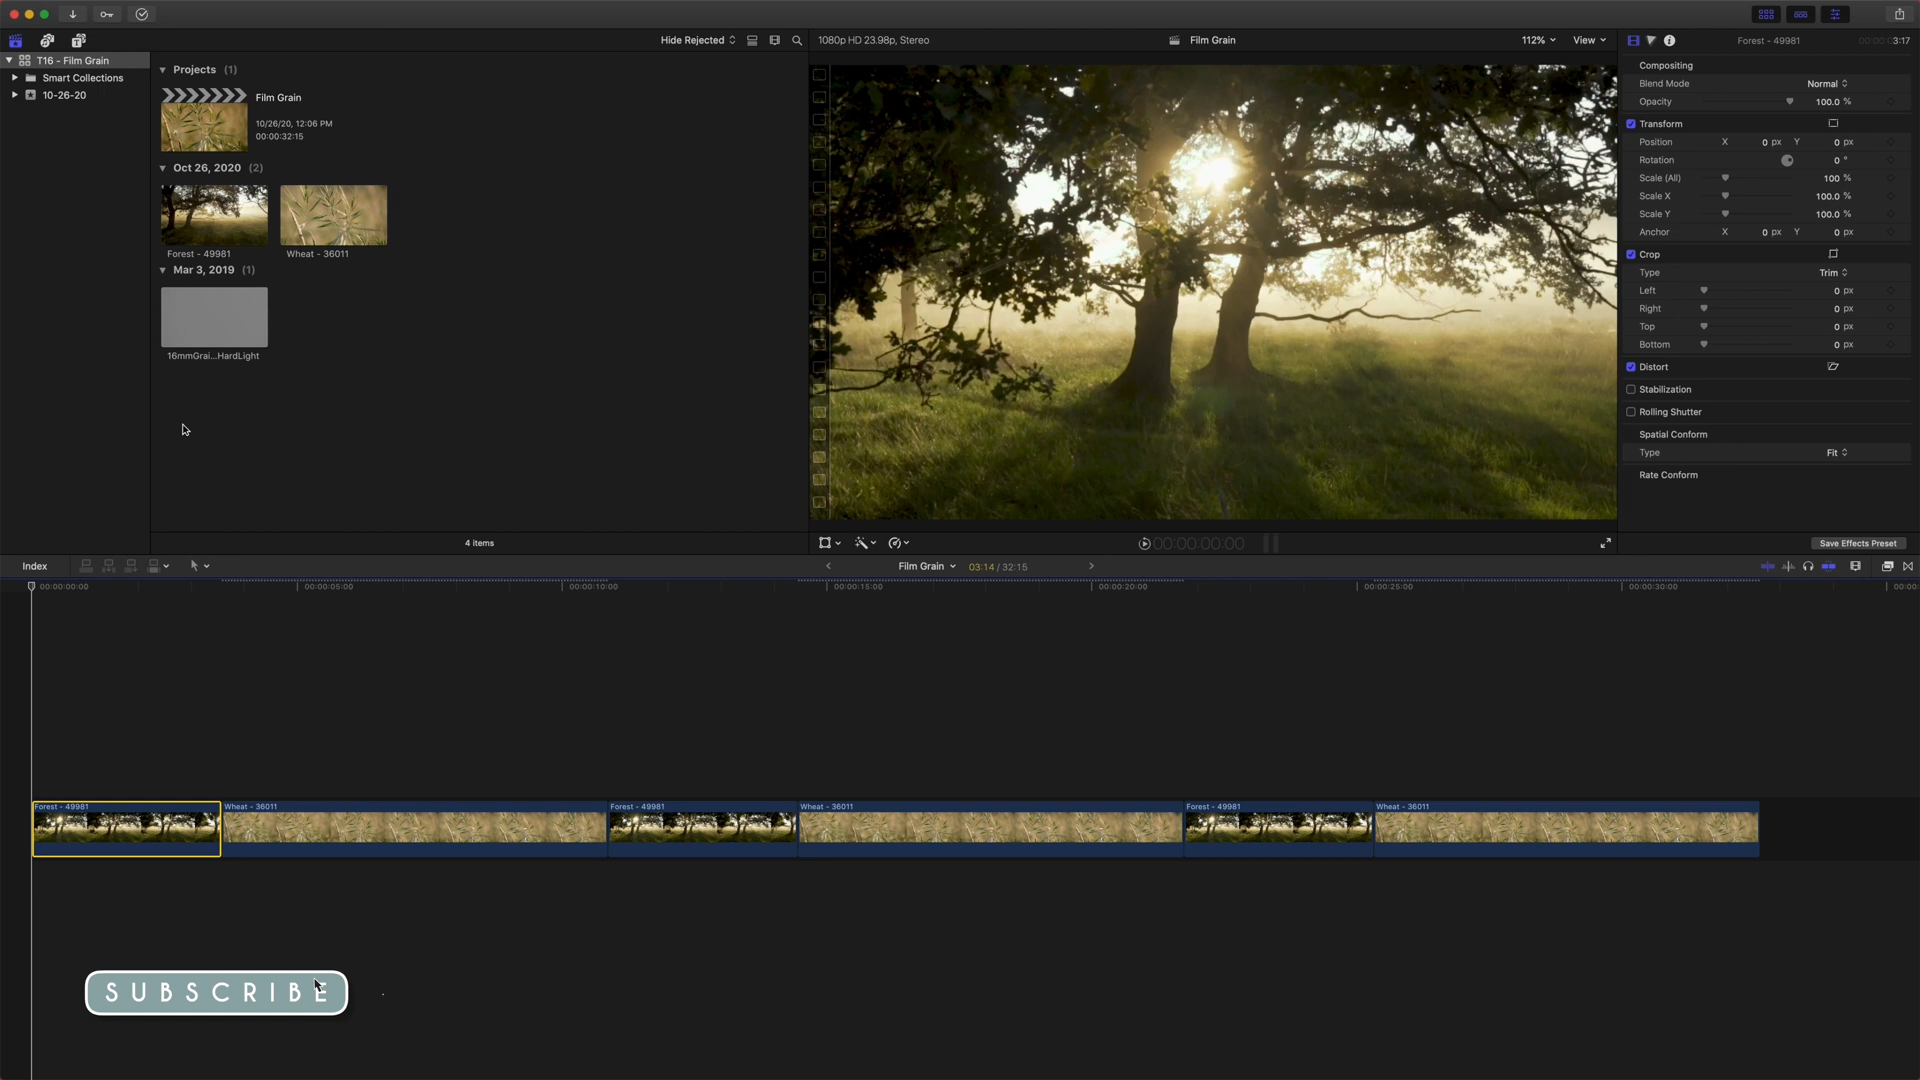 Hide Rejected
1080p HD 23.98p, Stereo
Film Grain
112%
View
Forest - 49981
3:17
T16 - Film Grain
Smart Collections
10-26-20
Projects (1)
Film Grain
10/26/20, 12:06 PM
00:00:32:15
Oct 26, 2020 (2)
Forest - 49981
Wheat - 36011
Mar 3, 2019 (1)
16mmGrai...HardLight
4 items
00:00:00:00
Compositing
Blend Mode Normal
Opacity 100.0 %
Transform
Position X 0 px Y 0 px
Rotation 0 °
Scale (All) 100 %
Scale X 100.0 %
Scale Y 100.0 %
Anchor X 0 px Y 0 px
Crop
Type Trim
Left 0 px
Right 0 px
Top 0 px
Bottom 0 px
Distort
Stabilization
Rolling Shutter
Spatial Conform
Type Fit
Rate Conform
Save Effects Preset
Index
Film Grain
03:14 / 32:15
00:00:00:00
00:00:05:00
00:00:10:00
00:00:15:00
00:00:20:00
00:00:25:00
00:00:30:00
00:00:
Forest - 49981
Wheat - 36011
Forest - 49981
Wheat - 36011
Forest - 49981
Wheat - 36011
SUBSCRIBE